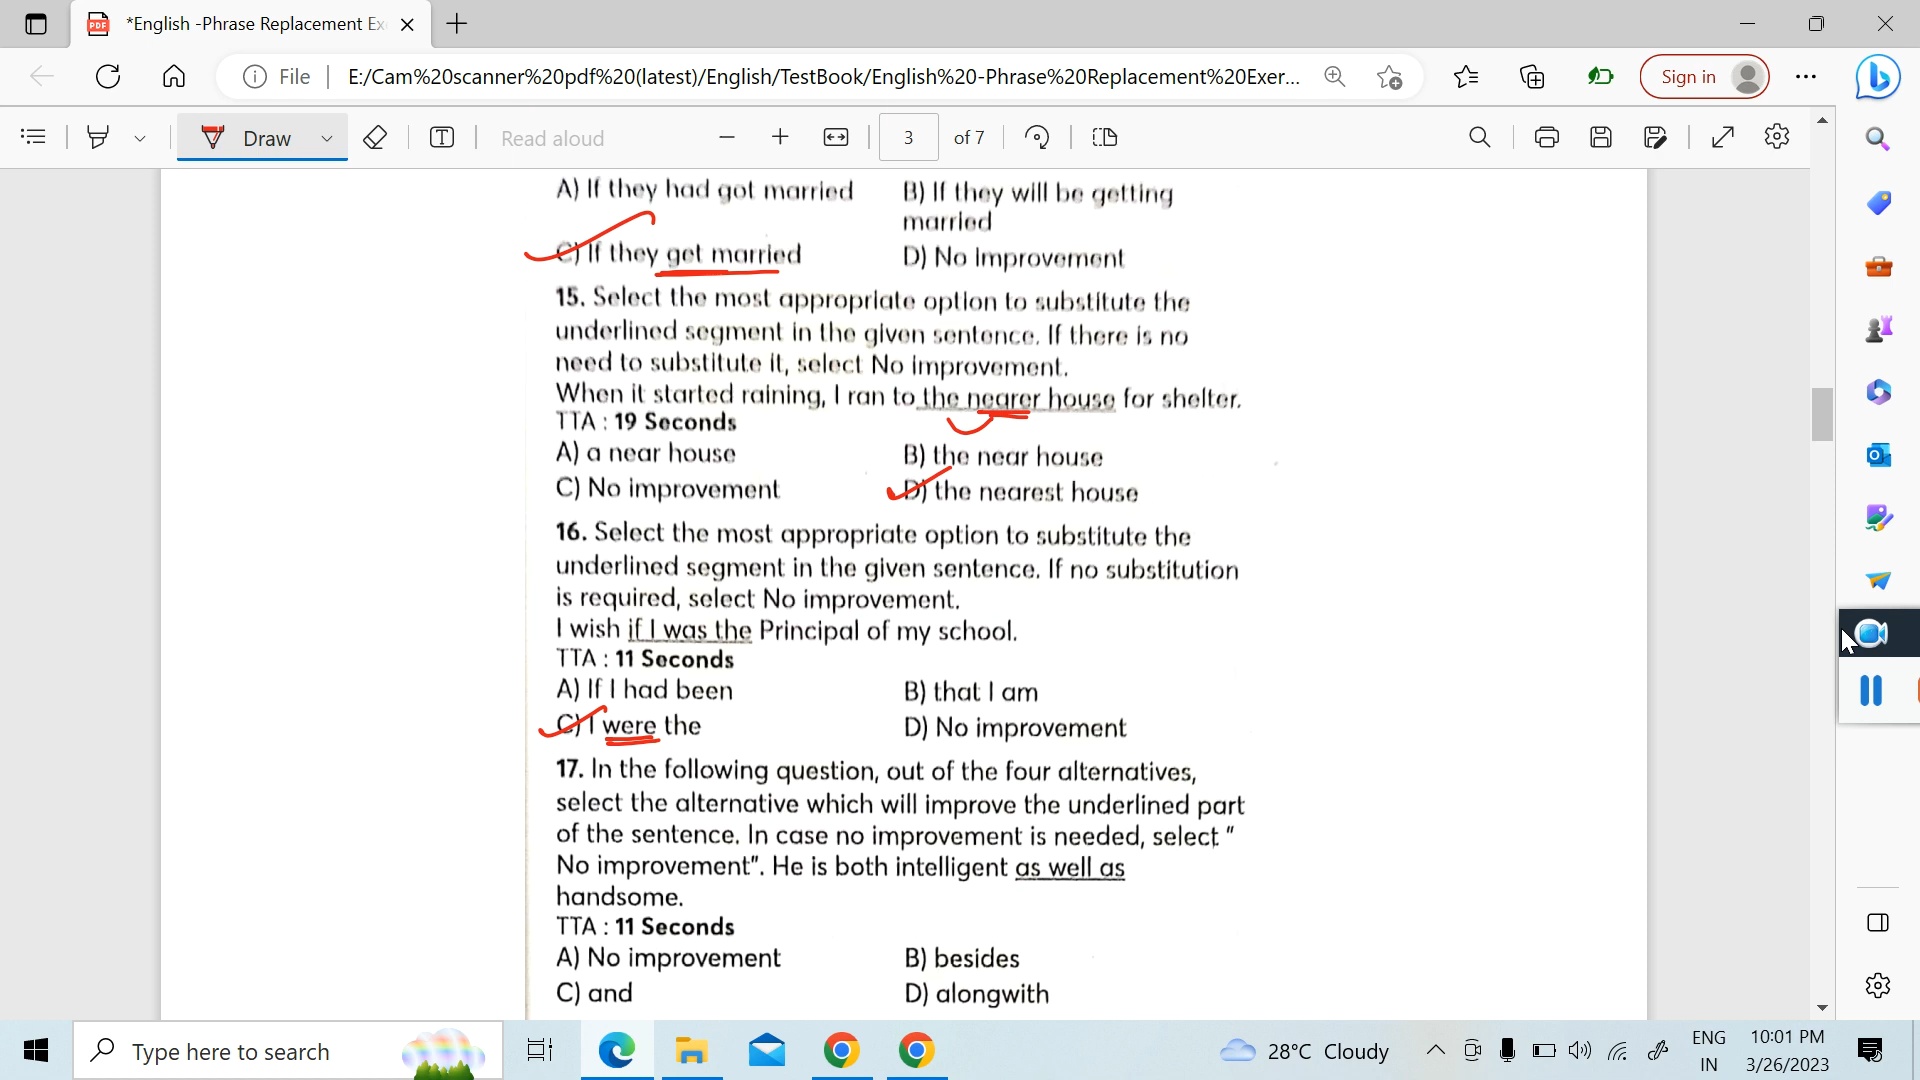 *English -Phrase Replacement Ex
File
E:/Cam%20scanner%20pdf%20(latest)/English/TestBook/English%20-Phrase%20Replacement%20Exer...
Sign in
Draw
Read aloud
3
of 7
A) If they had got married
B) If they will be getting
married
C) If they get married
D) No improvement
15. Select the most appropriate option to substitute the
underlined segment in the given sentence. If there is no
need to substitute it, select No improvement.
When it started raining, I ran to the nearer house for shelter.
TTA : 19 Seconds
A) a near house
B) the near house
C) No improvement
D) the nearest house
16. Select the most appropriate option to substitute the
underlined segment in the given sentence. If no substitution
is required, select No improvement.
I wish if I was the Principal of my school.
TTA : 11 Seconds
A) If I had been
B) that I am
C) I were the
D) No improvement
17. In the following question, out of the four alternatives,
select the alternative which will improve the underlined part
of the sentence. In case no improvement is needed, select "
No improvement". He is both intelligent as well as
handsome.
TTA : 11 Seconds
A) No improvement
B) besides
C) and
D) alongwith
Type here to search
28°C Cloudy
ENG
IN
10:01 PM
3/26/2023